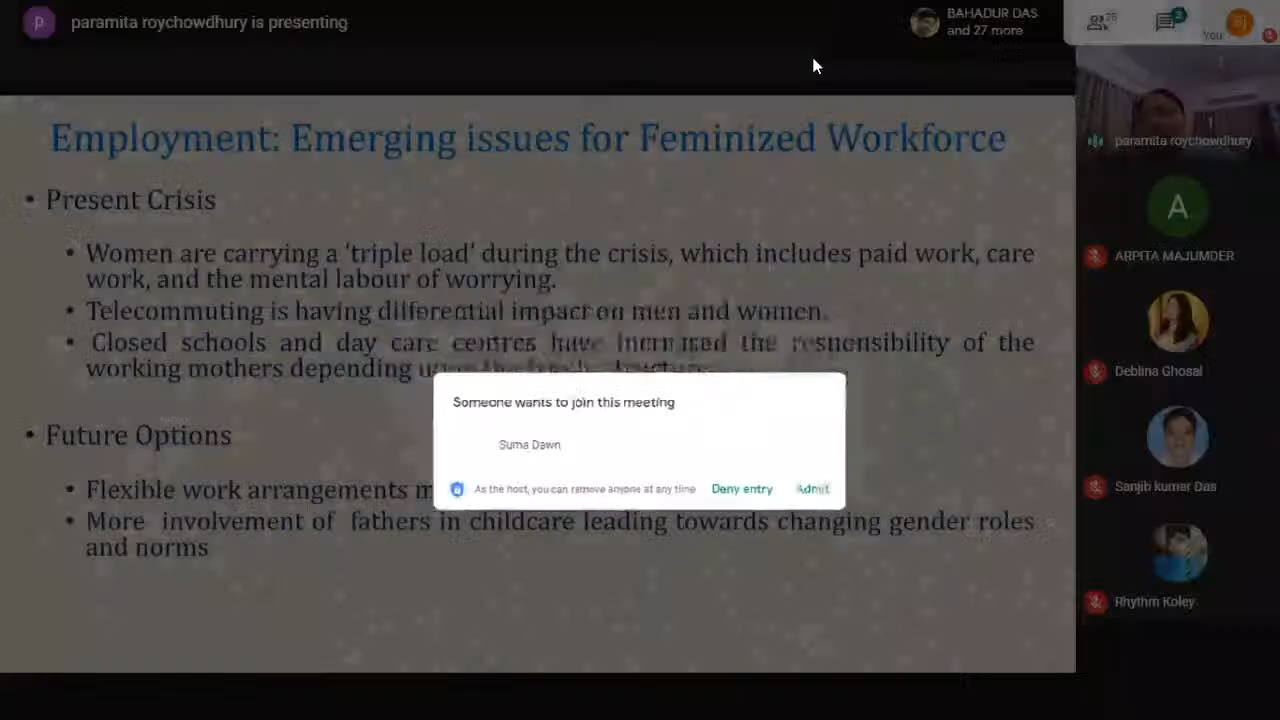 p
paramita roychowdhury is presenting
BAHADUR DAS
and 27 more
You
Employment: Emerging issues for Feminized Workforce
• Present Crisis
• Women are carrying a 'triple load' during the crisis, which includes paid work, care
work, and the mental labour of worrying.
• Telecommuting is having differential impact on men and women.
• Closed schools and day care centres have increased the responsibility of the
working mothers depending
• Future Options
• Flexible work arrangements
• More involvement of fathers in childcare leading towards changing gender roles
and norms
Someone wants to join this meeting
Suma Dawn
As the host, you can remove anyone at any time
Deny entry
Admit
paramita roychowdhury
A
ARPITA MAJUMDER
Deblina Ghosal
Sanjib kumar Das
Rhythm Koley